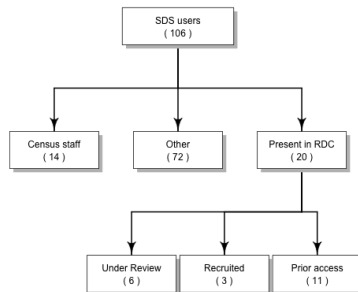 SDS users
( 106 )
Census staff
( 14 )
Other
( 72 )
Present in RDC
( 20 )
Under Review
( 6 )
Recruited
( 3 )
Prior access
( 11 )